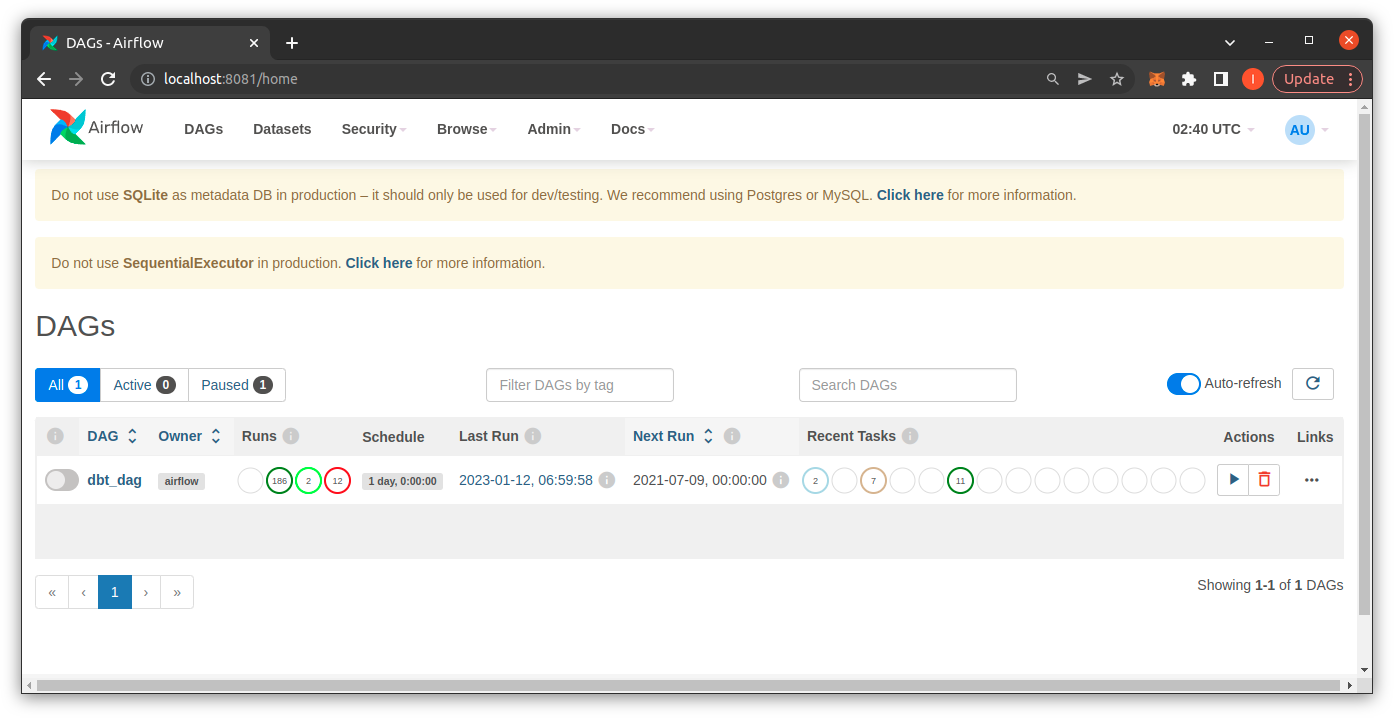 DAGs - Airflow
localhost:8081/home
I
Update
Airflow DAGs Datasets Security Browse Admin Docs 02:40 UTC AU
Do not use SQLite as metadata DB in production – it should only be used for dev/testing. We recommend using Postgres or MySQL. Click here for more information.
Do not use SequentialExecutor in production. Click here for more information.
DAGs
All 1 Active 0 Paused 1 Filter DAGs by tag Search DAGs Auto-refresh
DAG Owner Runs Schedule Last Run Next Run Recent Tasks Actions Links
dbt_dag airflow 186 2 12 1 day, 0:00:00 2023-01-12, 06:59:58 2021-07-09, 00:00:00 2 7 11 ...
« ‹ 1 › » Showing 1-1 of 1 DAGs